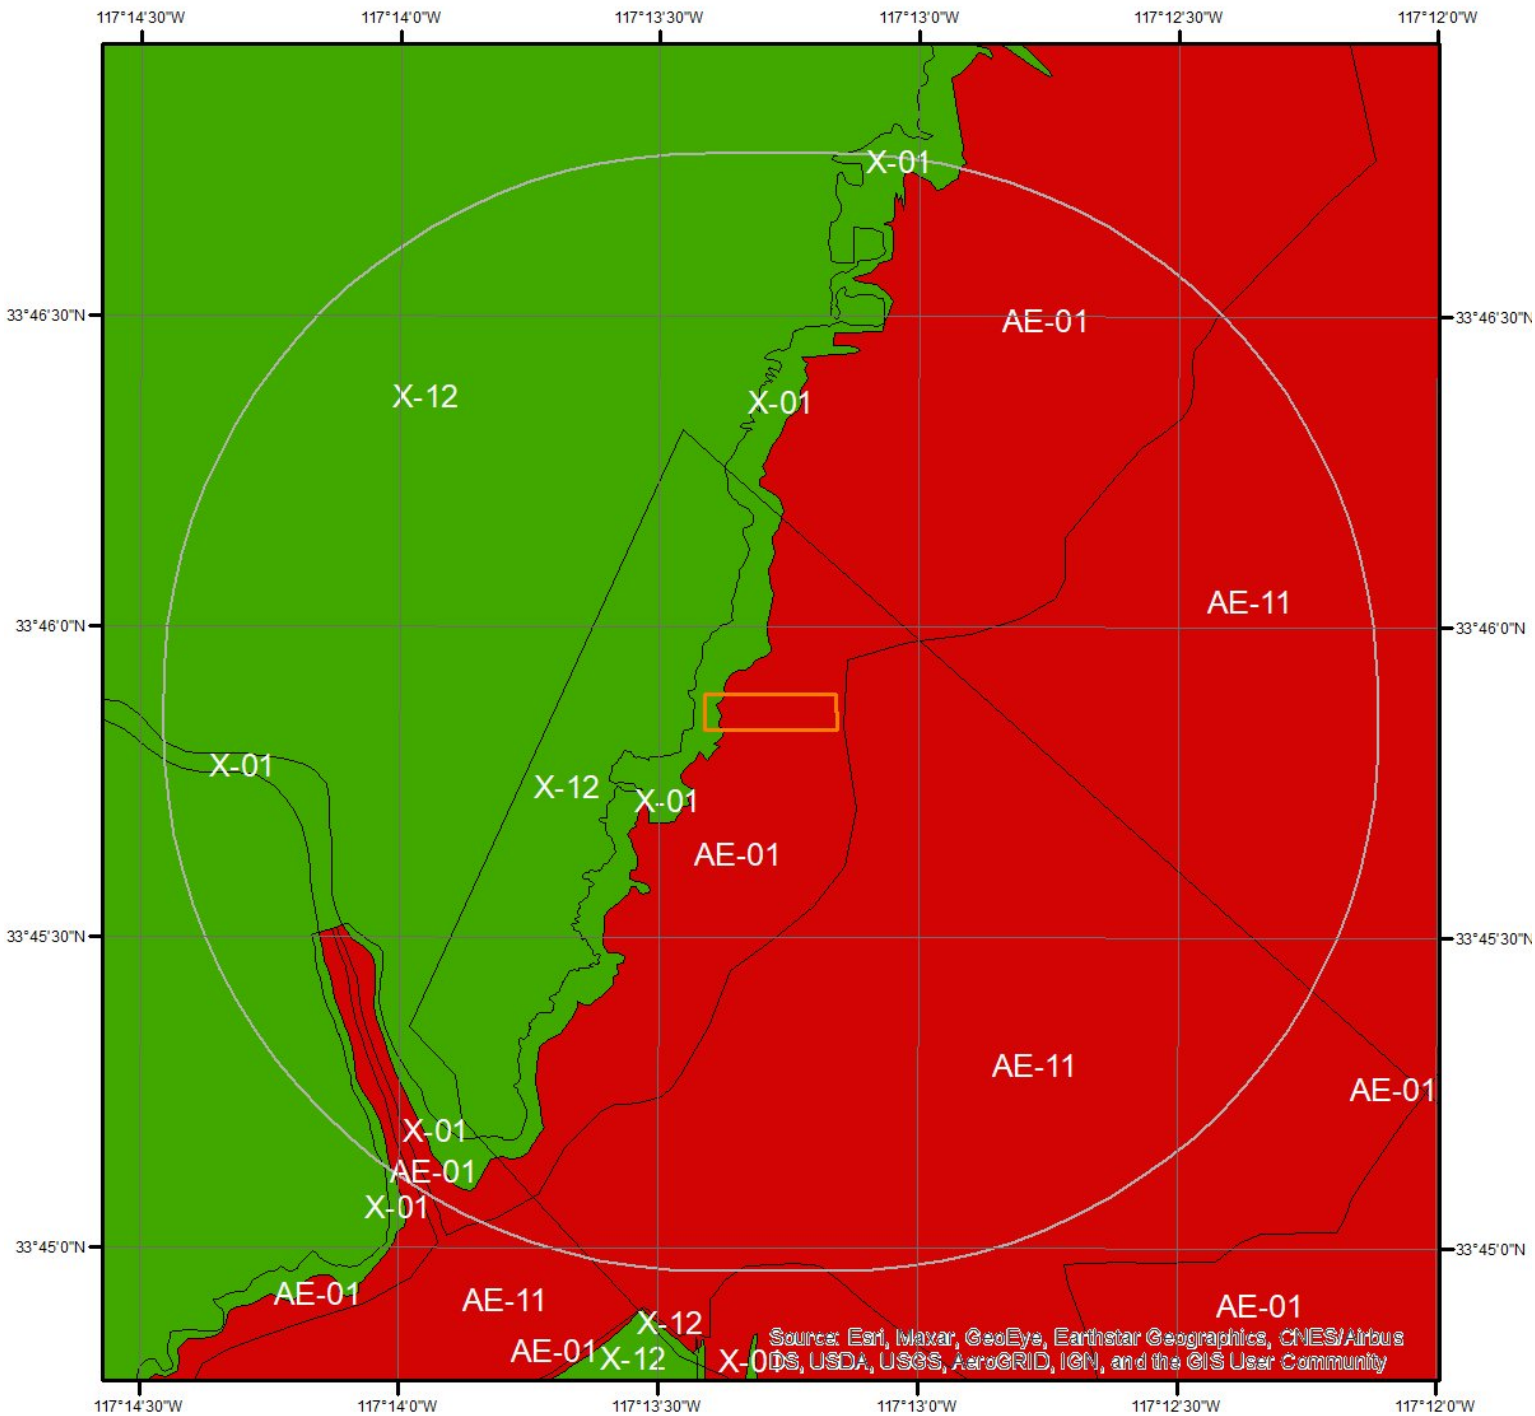 117°14'30"W 117°14'0"W 117°13'30"W 117°13'0"W 117°12'30"W 117°12'0"W
X-01
33°46'30"N AE-01 33°46'30"N
X-12 X-01
AE-11
33°46'0"N 33°46'0"N
X-01 X-12 X-01
AE-01
33°45'30"N 33°45'30"N
AE-11
AE-01
X-01
AE-01
X-01
33°45'0"N 33°45'0"N
AE-01 AE-11 AE-01
X-12
AE-01 X-12 X-01
Source: Esri, Maxar, GeoEye, Earthstar Geographics, CNES/Airbus
DS, USDA, USGS, AeroGRID, IGN, and the GIS User Community
117°14'30"W 117°14'0"W 117°13'30"W 117°13'0"W 117°12'30"W 117°12'0"W